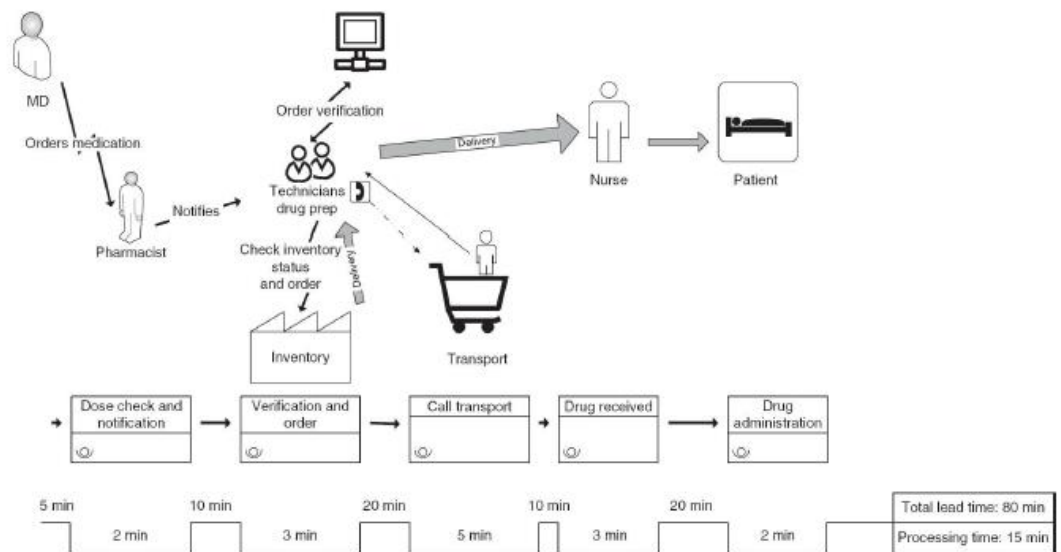 MD
Orders medication
Pharmacist
Notifies
Order verification
Technicians
drug prep
Check inventory
status
and order
Delivery
Inventory
Transport
Delivery
Nurse
Patient
Dose check and
notification
Verification and
order
Call transport
Drug received
Drug
administration
5 min
10 min
20 min
10 min
20 min
Total lead time: 80 min
2 min
3 min
5 min
3 min
2 min
Processing time: 15 min